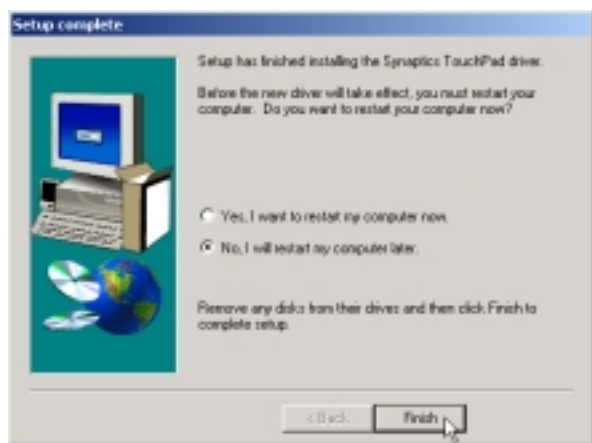 Setup complete
Setup has finished installing the Synaptics TouchPad driver.
Before the new driver will take effect, you must restart your
computer. Do you want to restart your computer now?
Yes, I want to restart my computer now.
No, I will restart my computer later.
Remove any disks from their drives and then click Finish to
complete setup.
< Back
Finish